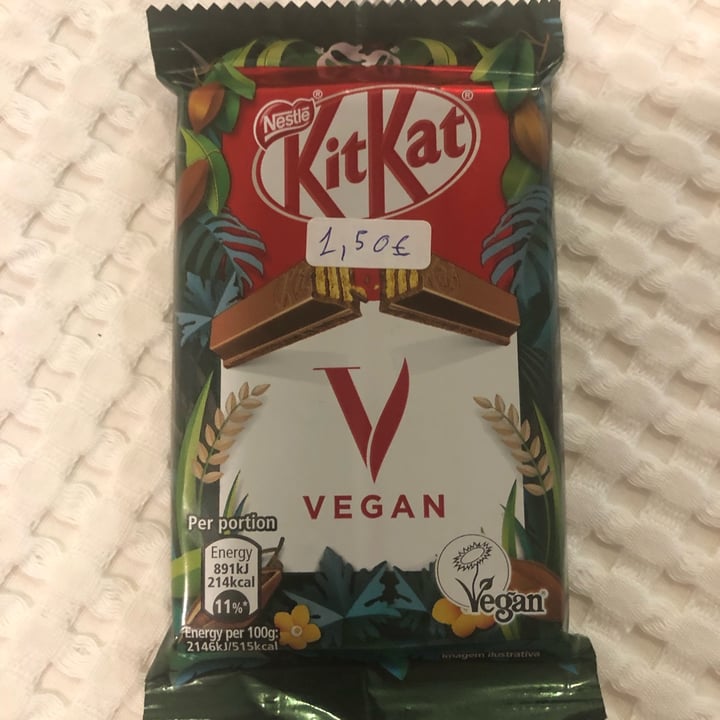 Nestlé®
KitKat®
1,50€
V
VEGAN
Per portion
Energy
891kJ
214kcal
11%*
Energy per 100g:
2146kJ/515kcal
Vegan
Imagem ilustrativa